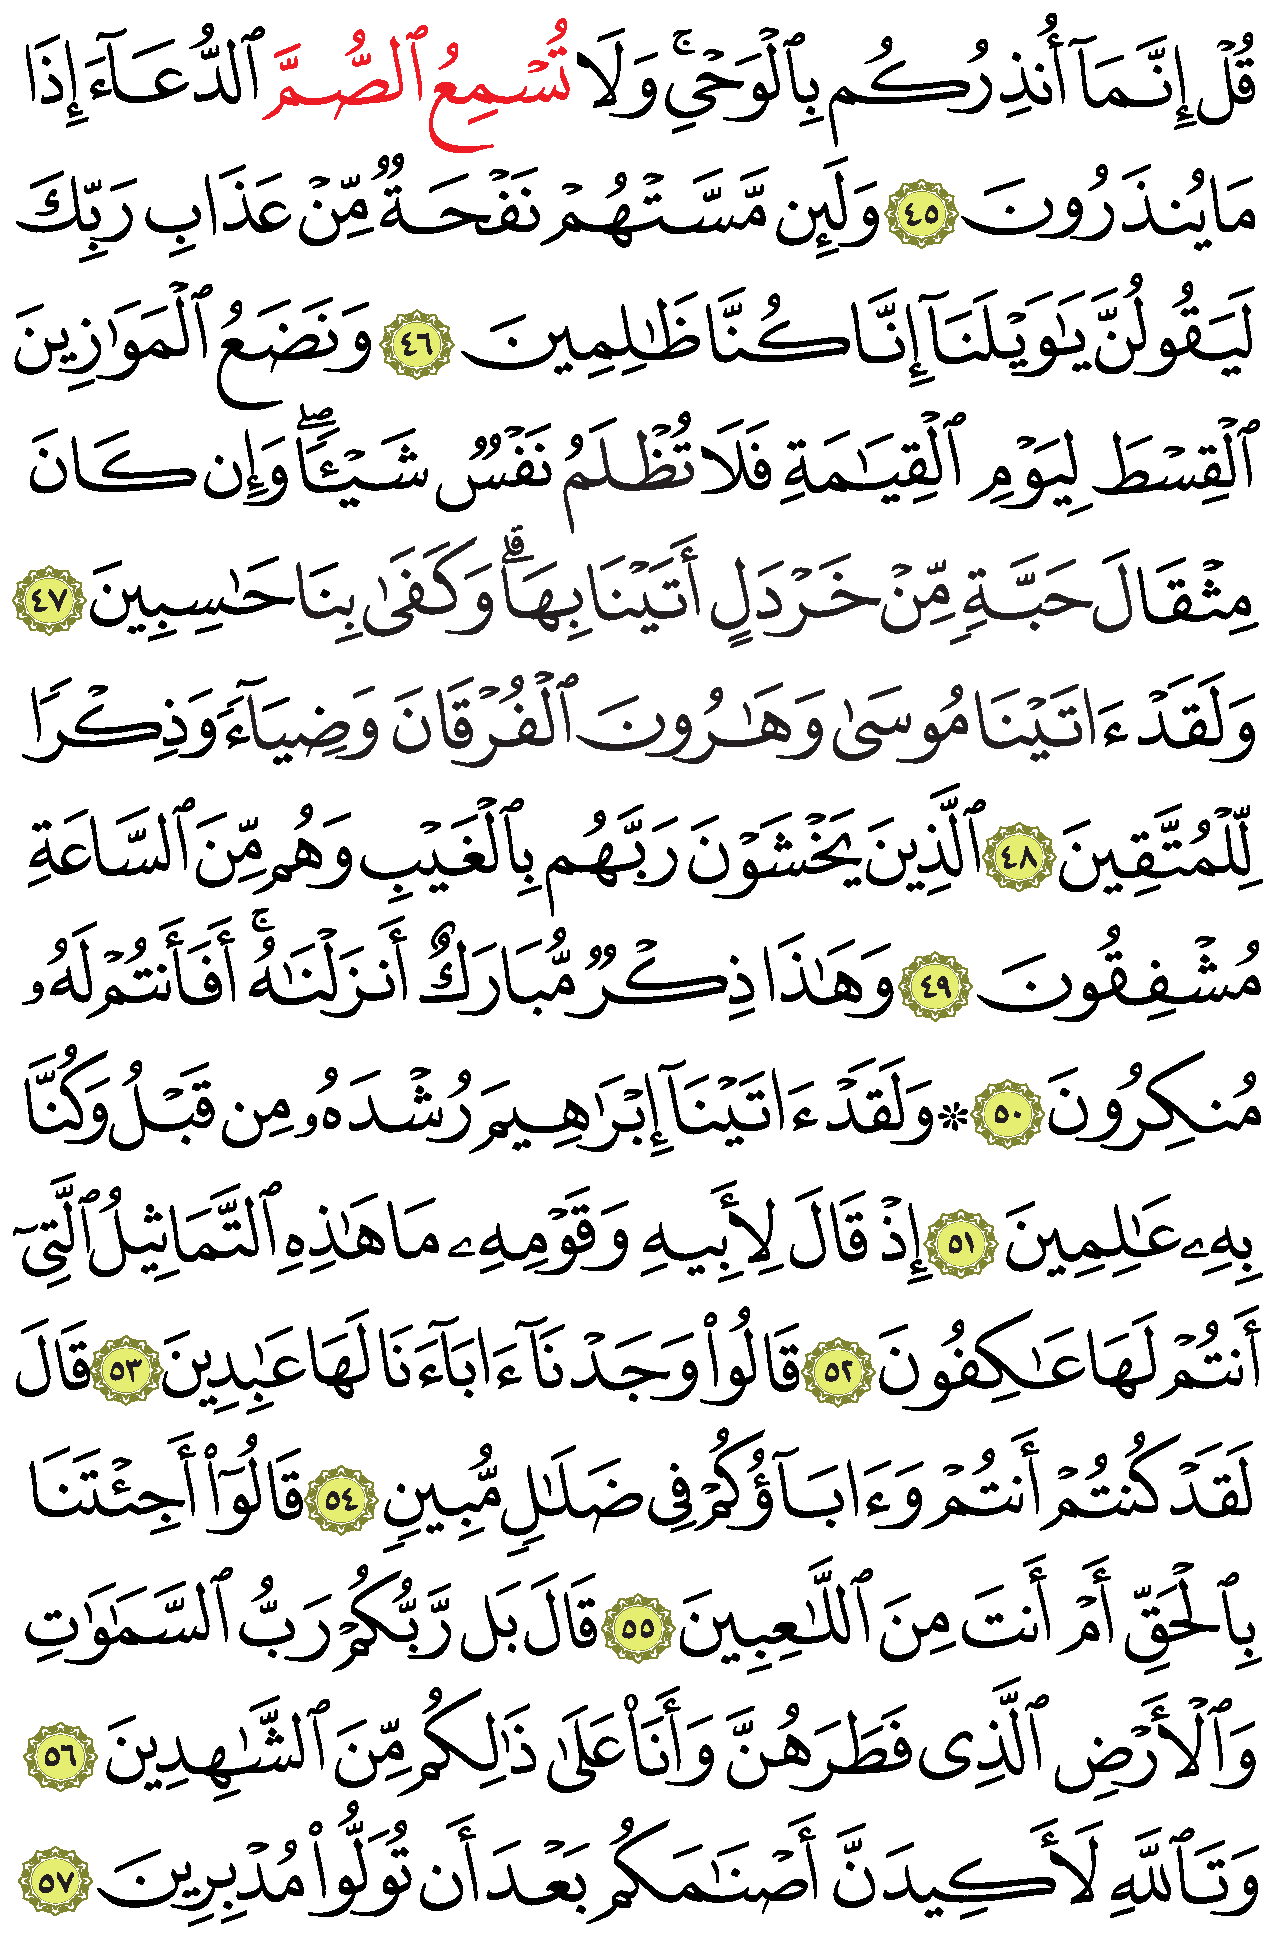 قُلۡ إِنَّمَآ أُنذِرُكُم بِٱلۡوَحۡيِۚ وَلَا تُسۡمِعُ ٱلصُّمَّ ٱلدُّعَآءَ إِذَا
مَا يُنذَرُونَ ٤٥ وَلَئِن مَّسَّتۡهُمۡ نَفۡحَةٞ مِّنۡ عَذَابِ رَبِّكَ
لَيَقُولُنَّ يَٰوَيۡلَنَآ إِنَّا كُنَّا ظَٰلِمِينَ ٤٦ وَنَضَعُ ٱلۡمَوَٰزِينَ
ٱلۡقِسۡطَ لِيَوۡمِ ٱلۡقِيَٰمَةِ فَلَا تُظۡلَمُ نَفۡسٞ شَيۡـٔٗاۖ وَإِن كَانَ
مِثۡقَالَ حَبَّةٖ مِّنۡ خَرۡدَلٍ أَتَيۡنَا بِهَاۗ وَكَفَىٰ بِنَا حَٰسِبِينَ ٤٧
وَلَقَدۡ ءَاتَيۡنَا مُوسَىٰ وَهَٰرُونَ ٱلۡفُرۡقَانَ وَضِيَآءٗ وَذِكۡرٗا
لِّلۡمُتَّقِينَ ٤٨ ٱلَّذِينَ يَخۡشَوۡنَ رَبَّهُم بِٱلۡغَيۡبِ وَهُم مِّنَ ٱلسَّاعَةِ
مُشۡفِقُونَ ٤٩ وَهَٰذَا ذِكۡرٞ مُّبَارَكٌ أَنزَلۡنَٰهُۚ أَفَأَنتُمۡ لَهُۥ
مُنكِرُونَ ٥٠ ۞وَلَقَدۡ ءَاتَيۡنَآ إِبۡرَٰهِيمَ رُشۡدَهُۥ مِن قَبۡلُ وَكُنَّا
بِهِۦ عَٰلِمِينَ ٥١ إِذۡ قَالَ لِأَبِيهِ وَقَوۡمِهِۦ مَا هَٰذِهِ ٱلتَّمَاثِيلُ ٱلَّتِيٓ
أَنتُمۡ لَهَا عَٰكِفُونَ ٥٢ قَالُواْ وَجَدۡنَآ ءَابَآءَنَا لَهَا عَٰبِدِينَ ٥٣ قَالَ
لَقَدۡ كُنتُمۡ أَنتُمۡ وَءَابَآؤُكُمۡ فِي ضَلَٰلٖ مُّبِينٖ ٥٤ قَالُوٓاْ أَجِئۡتَنَا
بِٱلۡحَقِّ أَمۡ أَنتَ مِنَ ٱللَّٰعِبِينَ ٥٥ قَالَ بَل رَّبُّكُمۡ رَبُّ ٱلسَّمَٰوَٰتِ
وَٱلۡأَرۡضِ ٱلَّذِي فَطَرَهُنَّ وَأَنَا۠ عَلَىٰ ذَٰلِكُم مِّنَ ٱلشَّٰهِدِينَ ٥٦
وَتَٱللَّهِ لَأَكِيدَنَّ أَصۡنَٰمَكُم بَعۡدَ أَن تُوَلُّواْ مُدۡبِرِينَ ٥٧